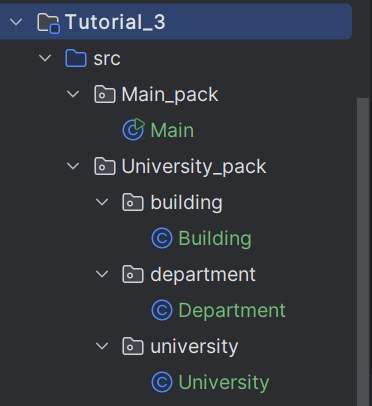 Tutorial_3
src
Main_pack
Main
University_pack
building
Building
department
Department
university
University